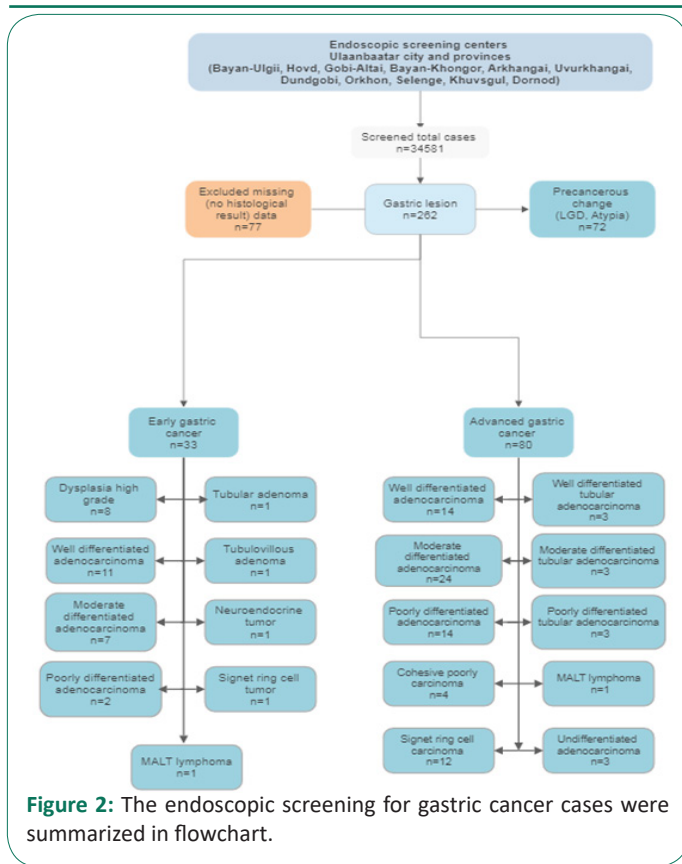 Endoscopic screening centers
Ulaanbaatar city and provinces
(Bayan-Ulgii, Hovd, Gobi-Altai, Bayan-Khongor, Arkhangai, Uvurkhangai,
Dundgobi, Orkhon, Selenge, Khuvsgul, Dornod)
Screened total cases
n=34581
Excluded missing
(no histological
result) data
n=77
Gastric lesion
n=262
Precancerous
change
(LGD, Atypia)
n=72
Early gastric
cancer
n=33
Advanced gastric
cancer
n=80
Dysplasia high
grade
n=8
Tubular adenoma
n=1
Well differentiated
adenocarcinoma
n=11
Tubulovillous
adenoma
n=1
Moderate
differentiated
adenocarcinoma
n=7
Neuroendocrine
tumor
n=1
Poorly differentiated
adenocarcinoma
n=2
Signet ring cell
tumor
n=1
MALT lymphoma
n=1
Well differentiated
adenocarcinoma
n=14
Well differentiated
tubular
adenocarcinoma
n=3
Moderate
differentiated
adenocarcinoma
n=24
Moderate differentiated
tubular adenocarcinoma
n=3
Poorly differentiated
adenocarcinoma
n=14
Poorly differentiated
tubular adenocarcinoma
n=3
Cohesive poorly
carcinoma
n=4
MALT lymphoma
n=1
Signet ring cell
carcinoma
n=12
Undifferentiated
adenocarcinoma
n=3
Figure 2: The endoscopic screening for gastric cancer cases were
summarized in flowchart.